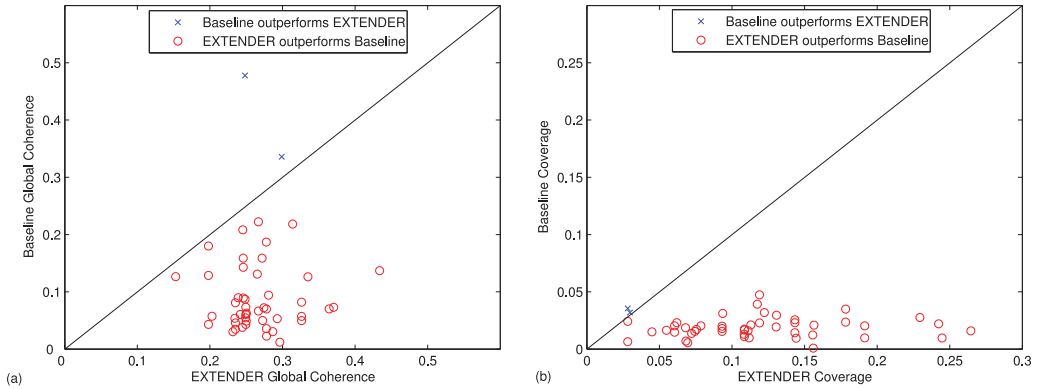 Baseline outperforms EXTENDER
EXTENDER outperforms Baseline
0.5
0.4
0.3
0.2
0.1
0
0
0.1
0.2
0.3
0.4
0.5
Baseline Global Coherence
EXTENDER Global Coherence
(a)
Baseline outperforms EXTENDER
EXTENDER outperforms Baseline
0.25
0.2
0.15
0.1
0.05
0
0
0.05
0.1
0.15
0.2
0.25
0.3
Baseline Coverage
EXTENDER Coverage
(b)